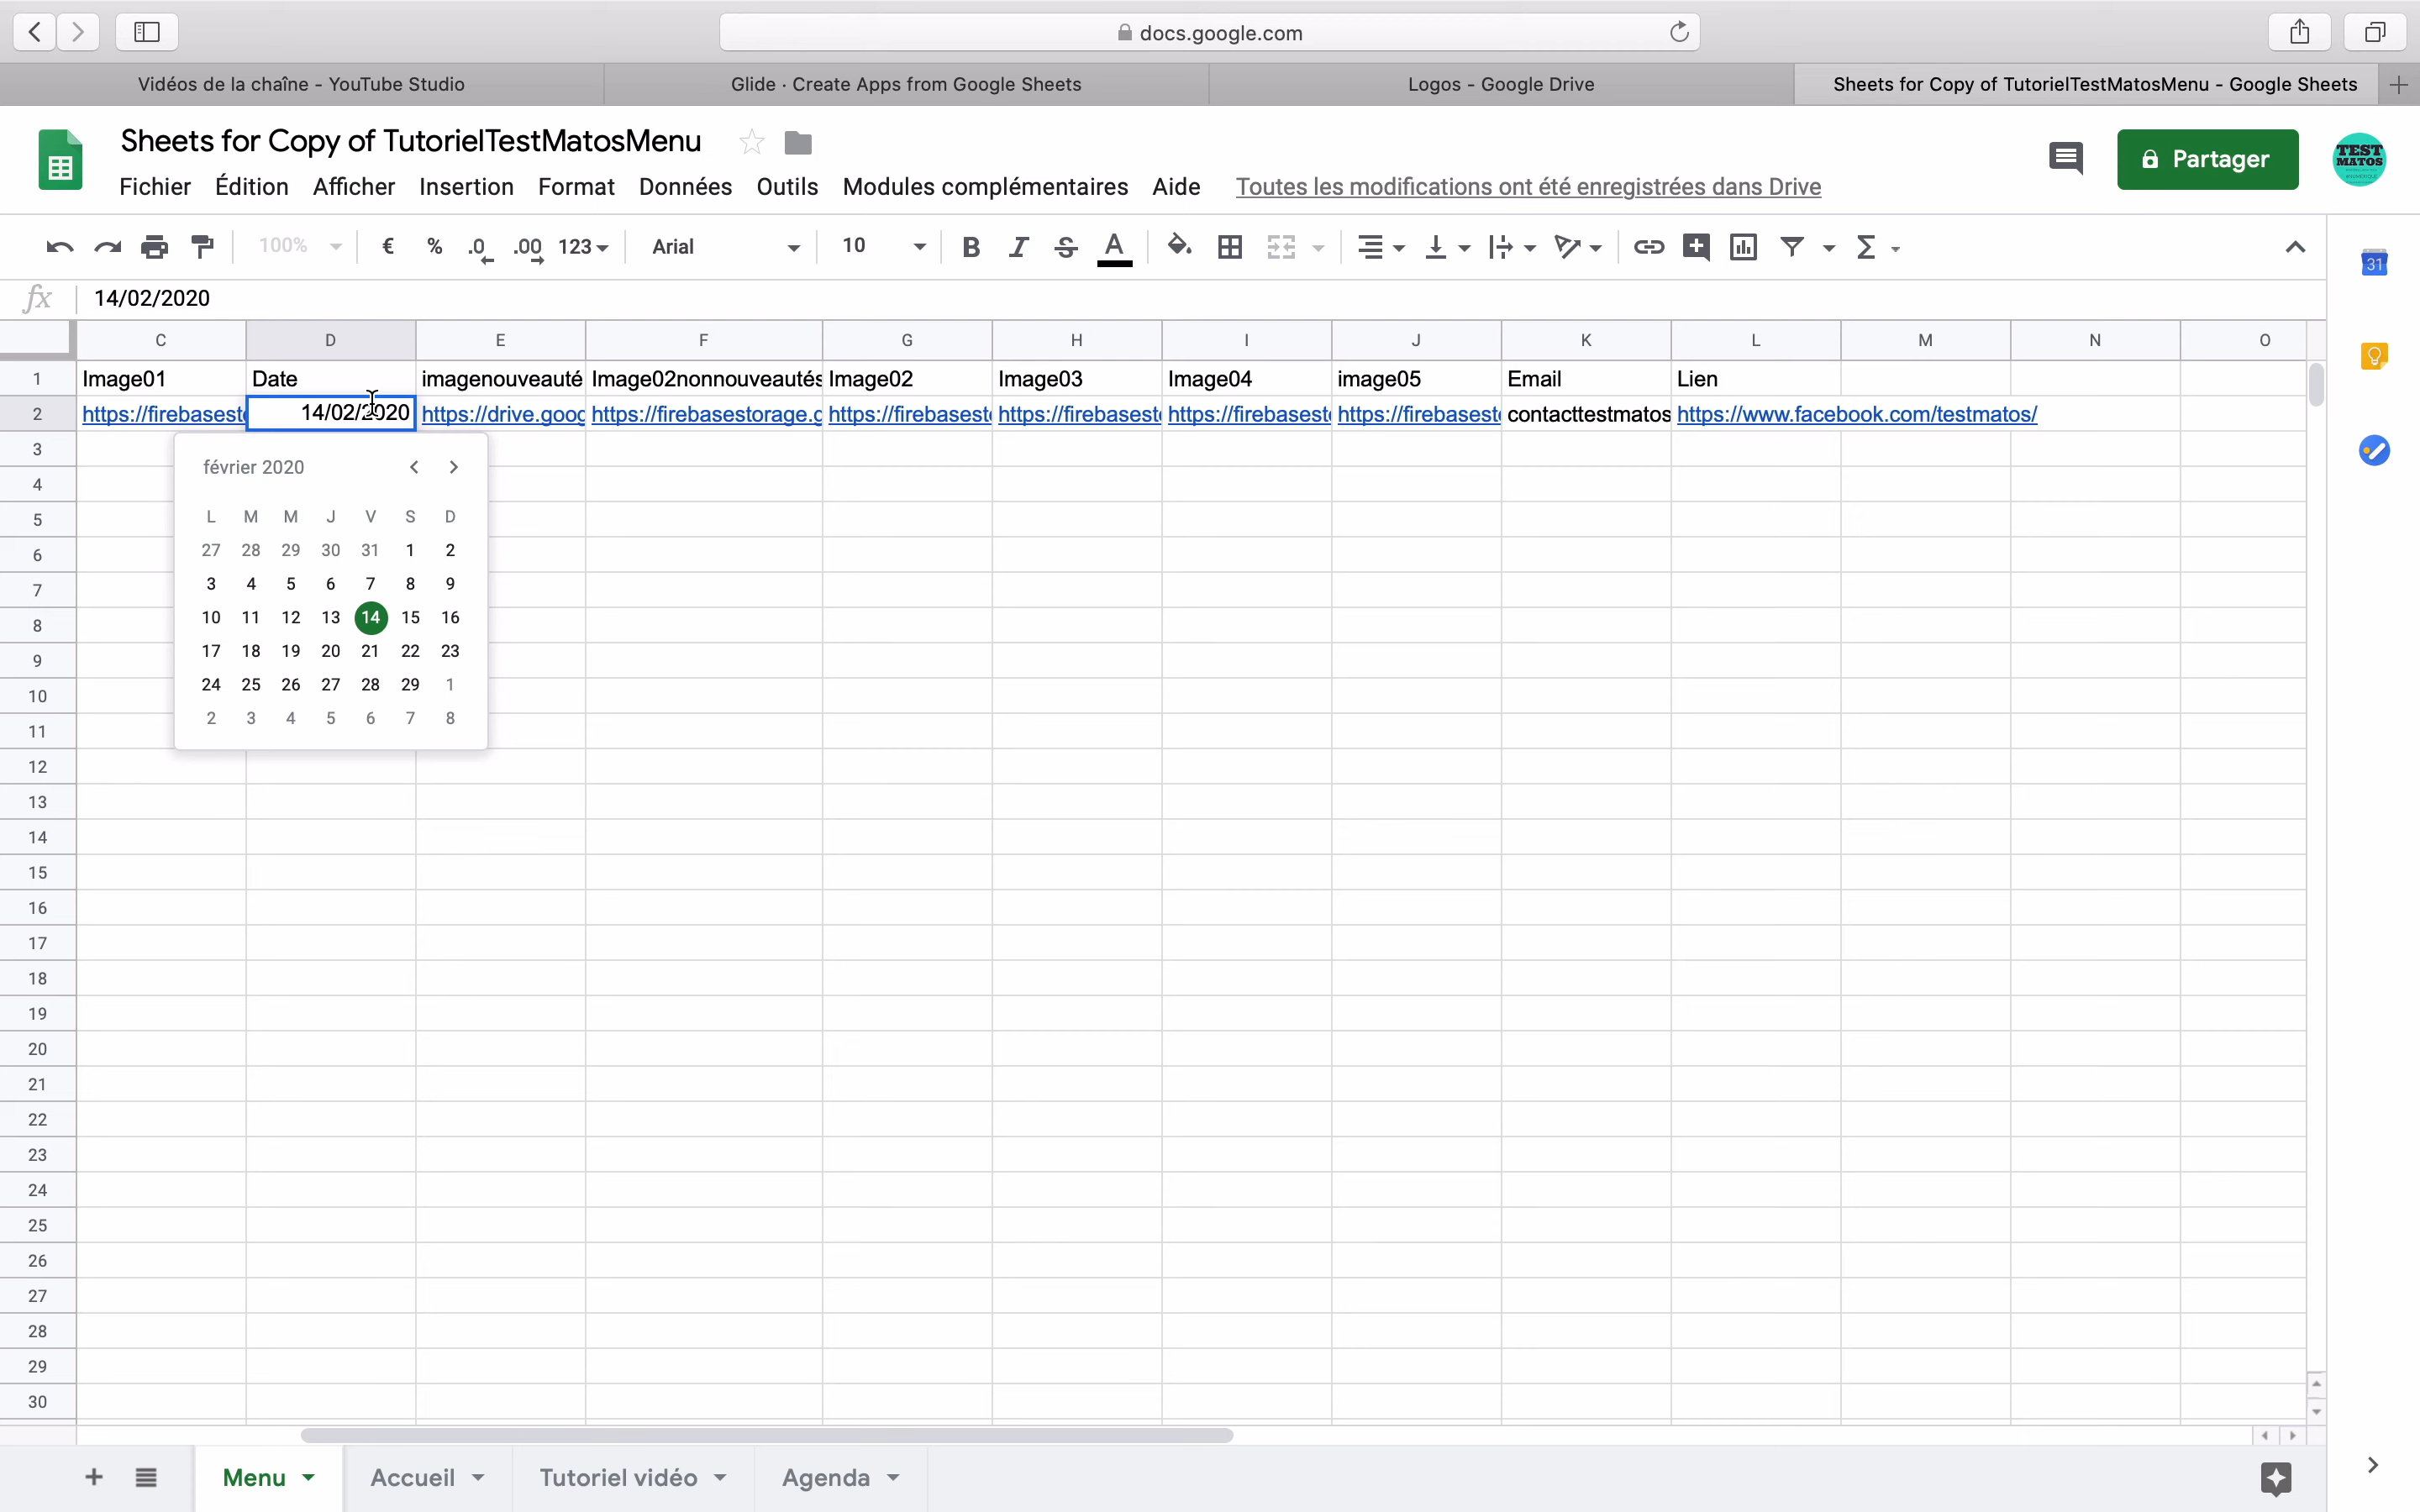 docs.google.com
Vidéos de la chaîne - YouTube Studio
Glide · Create Apps from Google Sheets
Logos - Google Drive
Sheets for Copy of TutorielTestMatosMenu - Google Sheets
Sheets for Copy of TutorielTestMatosMenu
Fichier Édition Afficher Insertion Format Données Outils Modules complémentaires Aide Toutes les modifications ont été enregistrées dans Drive
Partager
TEST MATOS
100% € % .0 .00 123 Arial 10 B I S A Σ
31
fx 14/02/2020
C D E F G H I J K L M N O
1 Image01 Date imagenouveauté Image02nonnouveautés Image02 Image03 Image04 image05 Email Lien
2 https://firebasest 14/02/2020 https://drive.goog https://firebasestorage.g https://firebasest https://firebasest https://firebasest https://firebasest contacttestmatos https://www.facebook.com/testmatos/
3
4
5
6
7
8
9
10
11
12
13
14
15
16
17
18
19
20
21
22
23
24
25
26
27
28
29
30
février 2020
L M M J V S D
27 28 29 30 31 1 2
3 4 5 6 7 8 9
10 11 12 13 14 15 16
17 18 19 20 21 22 23
24 25 26 27 28 29 1
2 3 4 5 6 7 8
Menu Accueil Tutoriel vidéo Agenda